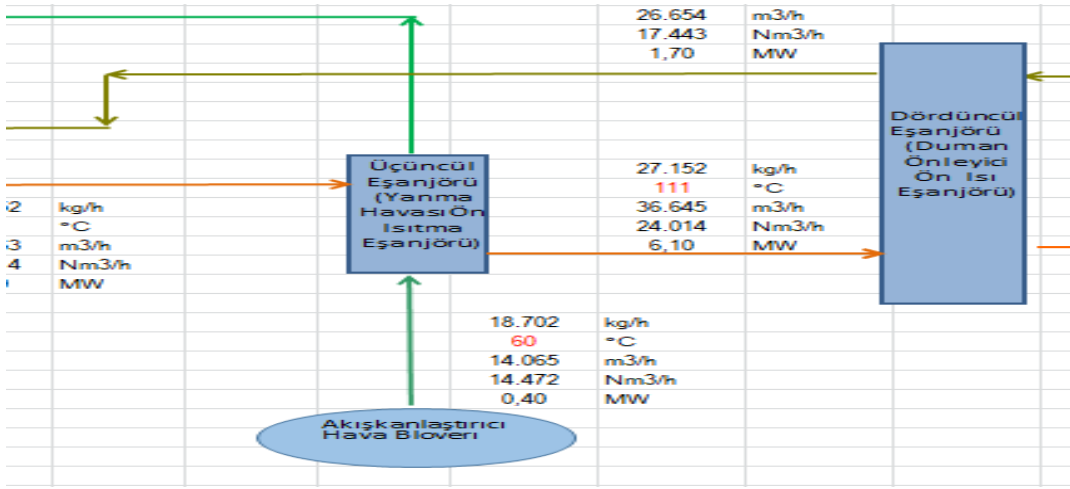 26.654 m3/h
17.443 Nm3/h
1,70 MW
Dördüncül
Eşanjörü
(Duman
Önleyici
Ön Isı
Eşanjörü)
Üçüncül
Eşanjörü
(Yanma
Havası Ön
Isıtma
Eşanjörü)
27.152 kg/h
111 °C
36.645 m3/h
24.014 Nm3/h
6,10 MW
kg/h
°C
m3/h
Nm3/h
MW
18.702 kg/h
60 °C
14.065 m3/h
14.472 Nm3/h
0,40 MW
Akışkanlaştırıcı
Hava Bloveri